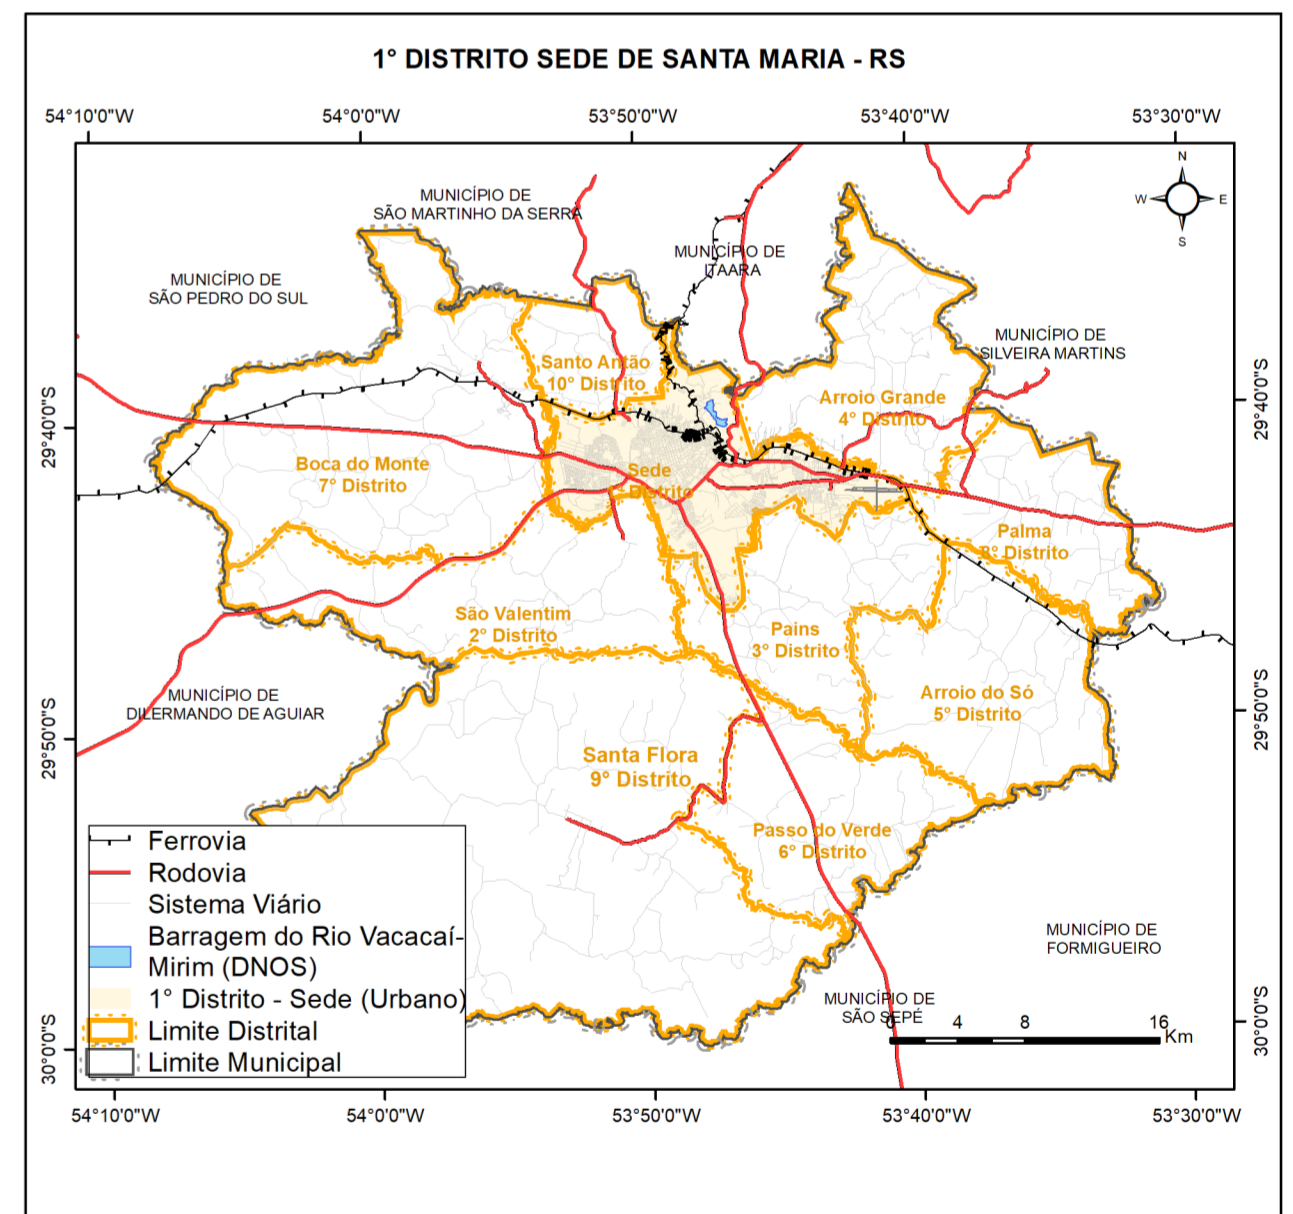 1° DISTRITO SEDE DE SANTA MARIA - RS
54°10'0"W 54°0'0"W 53°50'0"W 53°40'0"W 53°30'0"W
N
W E
S
MUNICÍPIO DE
SÃO MARTINHO DA SERRA
MUNICÍPIO DE
ITAARA
MUNICÍPIO DE
SÃO PEDRO DO SUL
MUNICÍPIO DE
SILVEIRA MARTINS
Santo Antão
10° Distrito
Arroio Grande
4° Distrito
29°40'0"S
29°40'0"S
Boca do Monte
7° Distrito
Sede
Distrito
Palma
8° Distrito
São Valentim
2° Distrito
Pains
3° Distrito
Arroio do Só
5° Distrito
MUNICÍPIO DE
DILERMANDO DE AGUIAR
29°50'0"S
29°50'0"S
Santa Flora
9° Distrito
Passo do Verde
6° Distrito
MUNICÍPIO DE
FORMIGUEIRO
MUNICÍPIO DE
SÃO SEPÉ
0 4 8 16
Km
30°0'0"S
30°0'0"S
Ferrovia
Rodovia
Sistema Viário
Barragem do Rio Vacacaí-
Mirim (DNOS)
1° Distrito - Sede (Urbano)
Limite Distrital
Limite Municipal
54°10'0"W 54°0'0"W 53°50'0"W 53°40'0"W 53°30'0"W